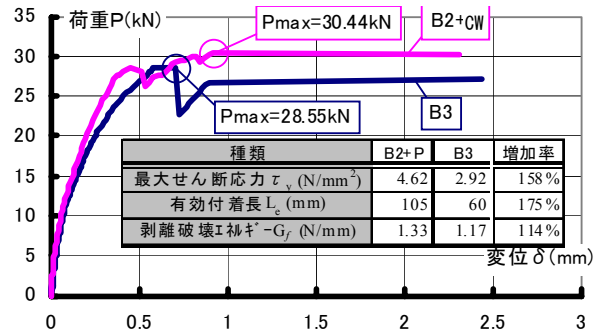 荷重P(kN)
35
30
25
20
15
10
5
0
Pmax=30.44kN
B2+CW
Pmax=28.55kN
B3
種類 B2+P B3 増加率
最大せん断応力τy (N/mm2) 4.62 2.92 158%
有効付着長Le (mm) 105 60 175%
剥離破壊エネルギーGf (N/mm) 1.33 1.17 114%
変位δ(mm)
0 0.5 1 1.5 2 2.5 3